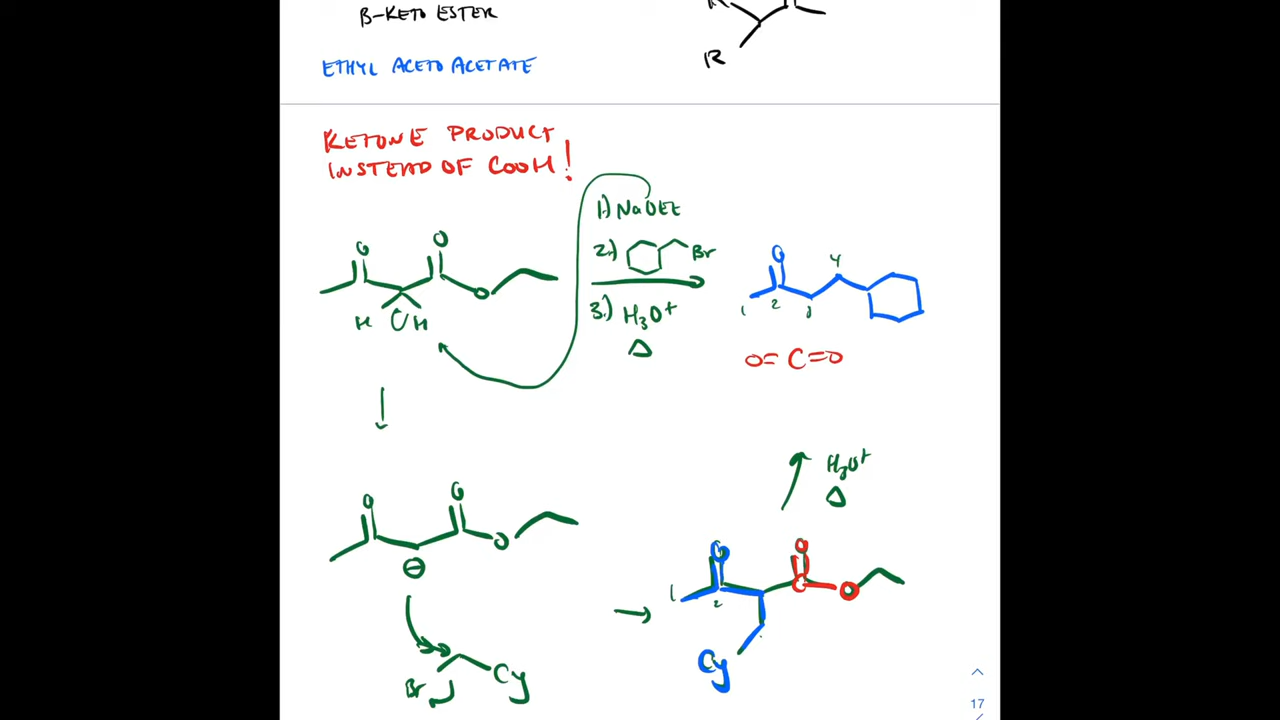 β-KETO ESTER
R
ETHYL ACETO ACETATE
KETONE PRODUCT
INSTEAD OF COOH!
1.) NaOEt
2.) Br
3.) H3O+
Δ
O O
O
H H
O
1 2 3 4
O=C=O
H3O+
Δ
O O
O
⊖
Br Cy
O O
C
O
1 2
Cy
17